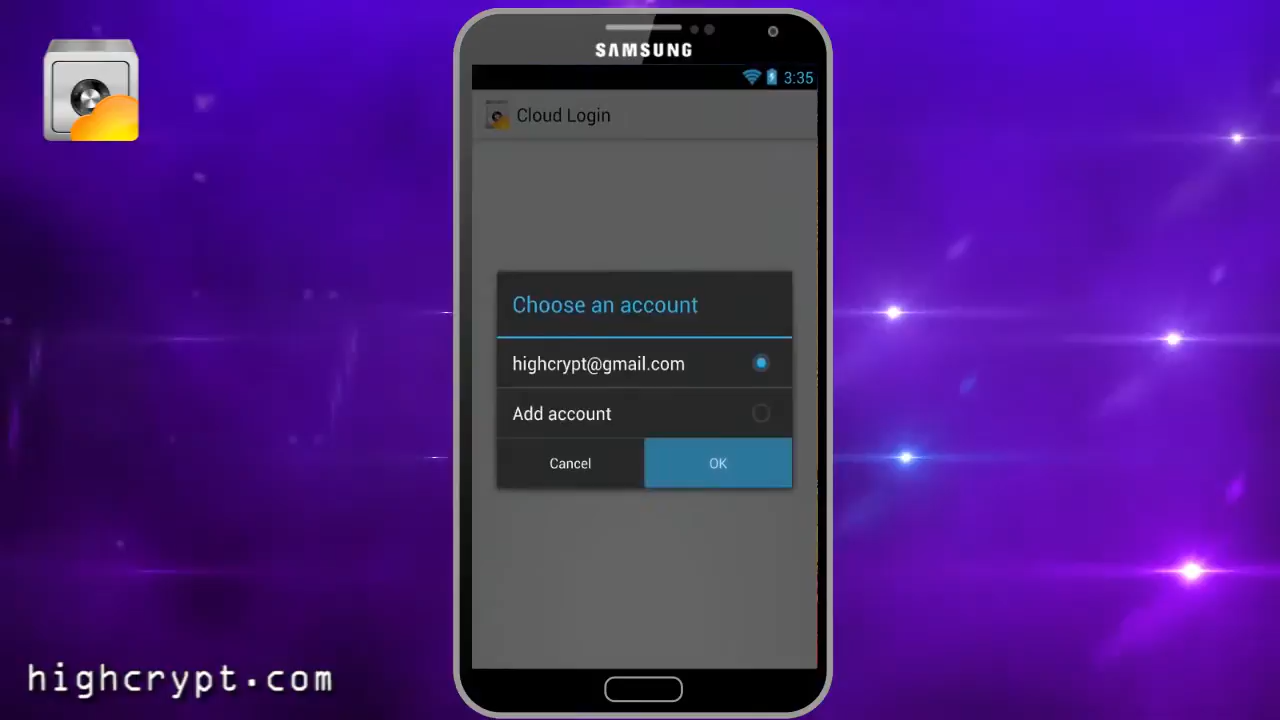 SAMSUNG
3:35
Cloud Login
Choose an account
highcrypt@gmail.com
Add account
Cancel OK
highcrypt.com